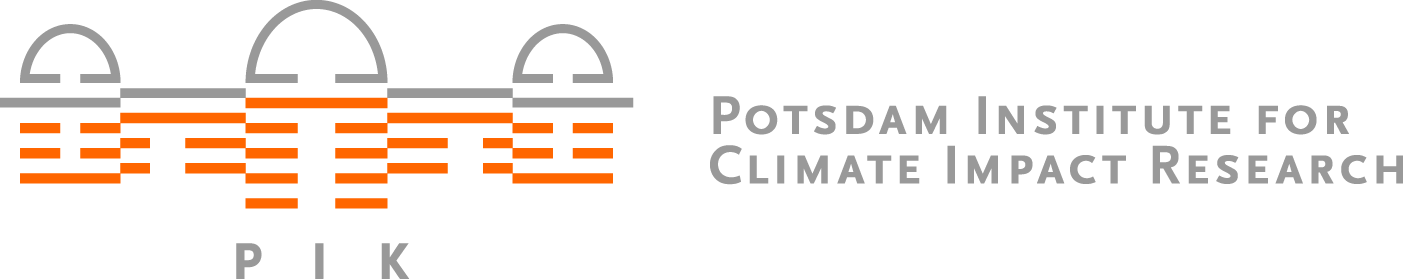 Potsdam Institute for
Climate Impact Research
PIK